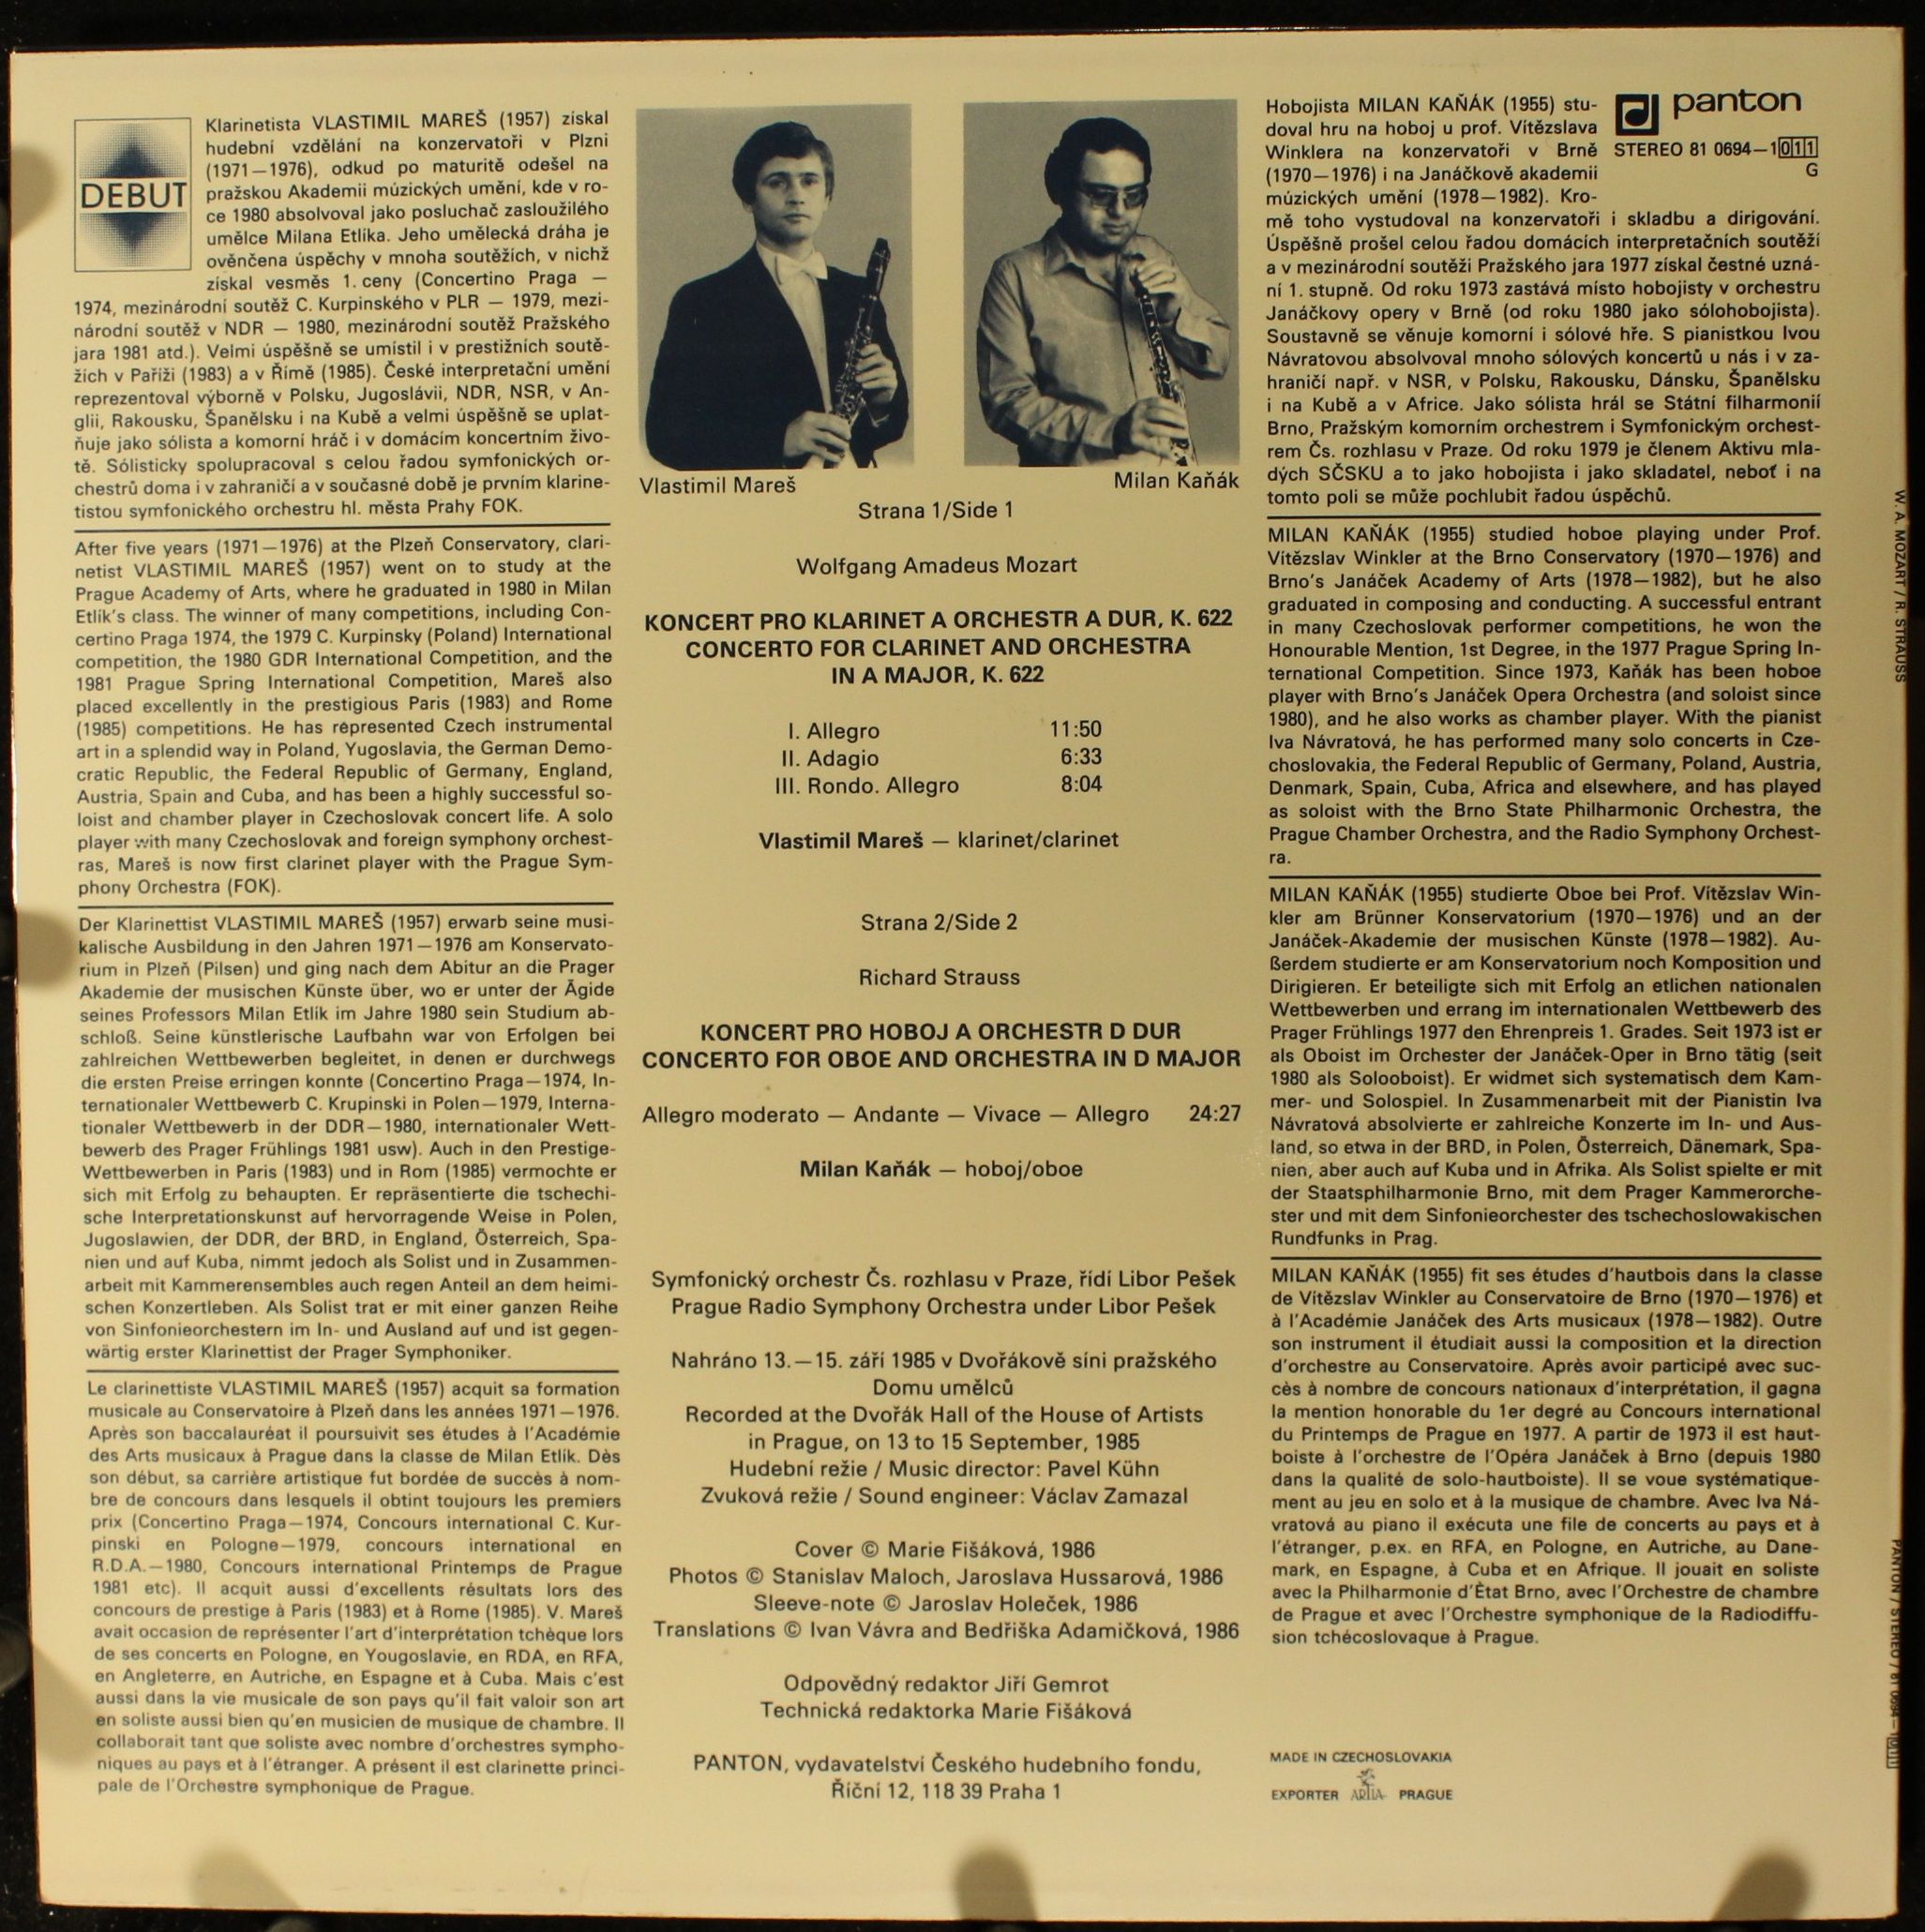 DEBUT
Klarinetista VLASTIMIL MAREŠ (1957) získal
hudební vzdělání na konzervatoři v Plzni
(1971—1976), odkud po maturitě odešel na
pražskou Akademii múzických umění, kde v ro-
ce 1980 absolvoval jako posluchač zasloužilého
umělce Milana Etlíka. Jeho umělecká dráha je
ověnčena úspěchy v mnoha soutěžích, v nichž
získal vesměs 1. ceny (Concertino Praga —
1974, mezinárodní soutěž C. Kurpinského v PLR — 1979, mezi-
národní soutěž v NDR — 1980, mezinárodní soutěž Pražského
jara 1981 atd.). Velmi úspěšně se umístil i v prestižních soutě-
žích v Paříži (1983) a v Římě (1985). České interpretační umění
reprezentoval výborně v Polsku, Jugoslávii, NDR, NSR, v An-
glii, Rakousku, Španělsku i na Kubě a velmi úspěšně se uplat-
ňuje jako sólista a komorní hráč i v domácím koncertním živo-
tě. Sólisticky spolupracoval s celou řadou symfonických or-
chestrů doma i v zahraničí a v současné době je prvním klarine-
tistou symfonického orchestru hl. města Prahy FOK.
After five years (1971—1976) at the Plzeň Conservatory, clari-
netist VLASTIMIL MAREŠ (1957) went on to study at the
Prague Academy of Arts, where he graduated in 1980 in Milan
Etlík's class. The winner of many competitions, including Con-
certino Praga 1974, the 1979 C. Kurpinsky (Poland) International
competition, the 1980 GDR International Competition, and the
1981 Prague Spring International Competition, Mareš also
placed excellently in the prestigious Paris (1983) and Rome
(1985) competitions. He has represented Czech instrumental
art in a splendid way in Poland, Yugoslavia, the German Demo-
cratic Republic, the Federal Republic of Germany, England,
Austria, Spain and Cuba, and has been a highly successful so-
loist and chamber player in Czechoslovak concert life. A solo
player with many Czechoslovak and foreign symphony orchest-
ras, Mareš is now first clarinet player with the Prague Sym-
phony Orchestra (FOK).
Der Klarinettist VLASTIMIL MAREŠ (1957) erwarb seine musi-
kalische Ausbildung in den Jahren 1971—1976 am Konservato-
rium in Plzeň (Pilsen) und ging nach dem Abitur an die Prager
Akademie der musischen Künste über, wo er unter der Ägide
seines Professors Milan Etlík im Jahre 1980 sein Studium ab-
schloß. Seine künstlerische Laufbahn war von Erfolgen bei
zahlreichen Wettbewerben begleitet, in denen er durchwegs
die ersten Preise erringen konnte (Concertino Praga—1974, In-
ternationaler Wettbewerb C. Krupinski in Polen—1979, Interna-
tionaler Wettbewerb in der DDR—1980, internationaler Wett-
bewerb des Prager Frühlings 1981 usw). Auch in den Prestige-
Wettbewerben in Paris (1983) und in Rom (1985) vermochte er
sich mit Erfolg zu behaupten. Er repräsentierte die tschechi-
sche Interpretationskunst auf hervorragende Weise in Polen,
Jugoslawien, der DDR, der BRD, in England, Österreich, Spa-
nien und auf Kuba, nimmt jedoch als Solist und in Zusammen-
arbeit mit Kammerensembles auch regen Anteil an dem heimi-
schen Konzertleben. Als Solist trat er mit einer ganzen Reihe
von Sinfonieorchestern im In- und Ausland auf und ist gegen-
wärtig erster Klarinettist der Prager Symphoniker.
Le clarinettiste VLASTIMIL MAREŠ (1957) acquit sa formation
musicale au Conservatoire à Plzeň dans les années 1971—1976.
Après son baccalauréat il poursuivit ses études à l'Académie
des Arts musicaux à Prague dans la classe de Milan Etlík. Dès
son début, sa carrière artistique fut bordée de succès à nom-
bre de concours dans lesquels il obtint toujours les premiers
prix (Concertino Praga—1974, Concours international C. Kur-
pinski en Pologne—1979, concours international en
R.D.A.—1980, Concours international Printemps de Prague
1981 etc). Il acquit aussi d'excellents résultats lors des
concours de prestige à Paris (1983) et à Rome (1985). V. Mareš
avait occasion de représenter l'art d'interprétation tchèque lors
de ses concerts en Pologne, en Yougoslavie, en RDA, en RFA,
en Angleterre, en Autriche, en Espagne et à Cuba. Mais c'est
aussi dans la vie musicale de son pays qu'il fait valoir son art
en soliste aussi bien qu'en musicien de musique de chambre. Il
collaborait tant que soliste avec nombre d'orchestres sympho-
niques au pays et à l'étranger. A présent il est clarinette princi-
pale de l'Orchestre symphonique de Prague.
Vlastimil Mareš
Milan Kaňák
Strana 1/Side 1
Wolfgang Amadeus Mozart
KONCERT PRO KLARINET A ORCHESTR A DUR, K. 622
CONCERTO FOR CLARINET AND ORCHESTRA
IN A MAJOR, K. 622
I. Allegro 11:50
II. Adagio 6:33
III. Rondo. Allegro 8:04
Vlastimil Mareš — klarinet/clarinet
Strana 2/Side 2
Richard Strauss
KONCERT PRO HOBOJ A ORCHESTR D DUR
CONCERTO FOR OBOE AND ORCHESTRA IN D MAJOR
Allegro moderato — Andante — Vivace — Allegro 24:27
Milan Kaňák — hoboj/oboe
Symfonický orchestr Čs. rozhlasu v Praze, řídí Libor Pešek
Prague Radio Symphony Orchestra under Libor Pešek
Nahráno 13.—15. září 1985 v Dvořákově síni pražského
Domu umělců
Recorded at the Dvořák Hall of the House of Artists
in Prague, on 13 to 15 September, 1985
Hudební režie / Music director: Pavel Kühn
Zvuková režie / Sound engineer: Václav Zamazal
Cover © Marie Fišáková, 1986
Photos © Stanislav Maloch, Jaroslava Hussarová, 1986
Sleeve-note © Jaroslav Holeček, 1986
Translations © Ivan Vávra and Bedřiška Adamičková, 1986
Odpovědný redaktor Jiří Gemrot
Technická redaktorka Marie Fišáková
PANTON, vydavatelství Českého hudebního fondu,
Říční 12, 118 39 Praha 1
panton
STEREO 81 0694—1011
G
Hobojista MILAN KAŇÁK (1955) stu-
doval hru na hoboj u prof. Vítězslava
Winklera na konzervatoři v Brně
(1970—1976) i na Janáčkově akademii
múzických umění (1978—1982). Kro-
mě toho vystudoval na konzervatoři i skladbu a dirigování.
Úspěšně prošel celou řadou domácích interpretačních soutěží
a v mezinárodní soutěži Pražského jara 1977 získal čestné uzná-
ní 1. stupně. Od roku 1973 zastává místo hobojisty v orchestru
Janáčkovy opery v Brně (od roku 1980 jako sólohobojista).
Soustavně se věnuje komorní i sólové hře. S pianistkou Ivou
Návratovou absolvoval mnoho sólových koncertů u nás i v za-
hraničí např. v NSR, v Polsku, Rakousku, Dánsku, Španělsku
i na Kubě a v Africe. Jako sólista hrál se Státní filharmonií
Brno, Pražským komorním orchestrem i Symfonickým orchest-
rem Čs. rozhlasu v Praze. Od roku 1979 je členem Aktivu mla-
dých SČSKU a to jako hobojista i jako skladatel, neboť i na
tomto poli se může pochlubit řadou úspěchů.
MILAN KAŇÁK (1955) studied hoboe playing under Prof.
Vítězslav Winkler at the Brno Conservatory (1970—1976) and
Brno's Janáček Academy of Arts (1978—1982), but he also
graduated in composing and conducting. A successful entrant
in many Czechoslovak performer competitions, he won the
Honourable Mention, 1st Degree, in the 1977 Prague Spring In-
ternational Competition. Since 1973, Kaňák has been hoboe
player with Brno's Janáček Opera Orchestra (and soloist since
1980), and he also works as chamber player. With the pianist
Iva Návratová, he has performed many solo concerts in Cze-
choslovakia, the Federal Republic of Germany, Poland, Austria,
Denmark, Spain, Cuba, Africa and elsewhere, and has played
as soloist with the Brno State Philharmonic Orchestra, the
Prague Chamber Orchestra, and the Radio Symphony Orchest-
ra.
MILAN KAŇÁK (1955) studierte Oboe bei Prof. Vítězslav Win-
kler am Brünner Konservatorium (1970—1976) und an der
Janáček-Akademie der musischen Künste (1978—1982). Au-
ßerdem studierte er am Konservatorium noch Komposition und
Dirigieren. Er beteiligte sich mit Erfolg an etlichen nationalen
Wettbewerben und errang im internationalen Wettbewerb des
Prager Frühlings 1977 den Ehrenpreis 1. Grades. Seit 1973 ist er
als Oboist im Orchester der Janáček-Oper in Brno tätig (seit
1980 als Solooboist). Er widmet sich systematisch dem Kam-
mer- und Solospiel. In Zusammenarbeit mit der Pianistin Iva
Návratová absolvierte er zahlreiche Konzerte im In- und Aus-
land, so etwa in der BRD, in Polen, Österreich, Dänemark, Spa-
nien, aber auch auf Kuba und in Afrika. Als Solist spielte er mit
der Staatsphilharmonie Brno, mit dem Prager Kammerorche-
ster und mit dem Sinfonieorchester des tschechoslowakischen
Rundfunks in Prag.
MILAN KAŇÁK (1955) fit ses études d'hautbois dans la classe
de Vítězslav Winkler au Conservatoire de Brno (1970—1976) et
à l'Académie Janáček des Arts musicaux (1978—1982). Outre
son instrument il étudiait aussi la composition et la direction
d'orchestre au Conservatoire. Après avoir participé avec suc-
cès à nombre de concours nationaux d'interprétation, il gagna
la mention honorable du 1er degré au Concours international
du Printemps de Prague en 1977. A partir de 1973 il est haut-
boiste à l'orchestre de l'Opéra Janáček à Brno (depuis 1980
dans la qualité de solo-hautboiste). Il se voue systématique-
ment au jeu en solo et à la musique de chambre. Avec Iva Ná-
vratová au piano il exécuta une file de concerts au pays et à
l'étranger, p.ex. en RFA, en Pologne, en Autriche, au Dane-
mark, en Espagne, à Cuba et en Afrique. Il jouait en soliste
avec la Philharmonie d'État Brno, avec l'Orchestre de chambre
de Prague et avec l'Orchestre symphonique de la Radiodiffu-
sion tchécoslovaque à Prague.
MADE IN CZECHOSLOVAKIA
EXPORTER ARTIA PRAGUE
W. A. MOZART / R. STRAUSS
PANTON / STEREO / 81 0694—1011